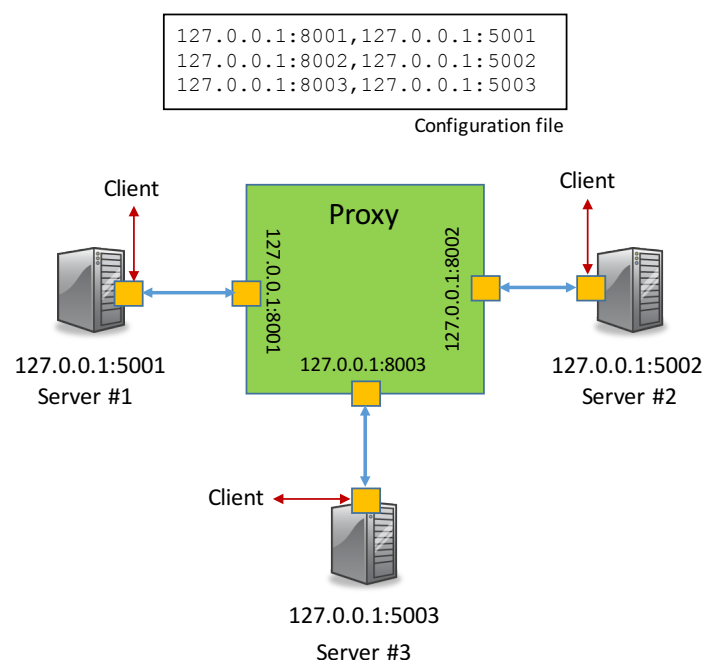 127.0.0.1:8001,127.0.0.1:5001
127.0.0.1:8002,127.0.0.1:5002
127.0.0.1:8003,127.0.0.1:5003
Configuration file
Client
Client
Proxy
127.0.0.1:8001
127.0.0.1:8002
127.0.0.1:8003
127.0.0.1:5001
Server #1
127.0.0.1:5002
Server #2
Client
127.0.0.1:5003
Server #3